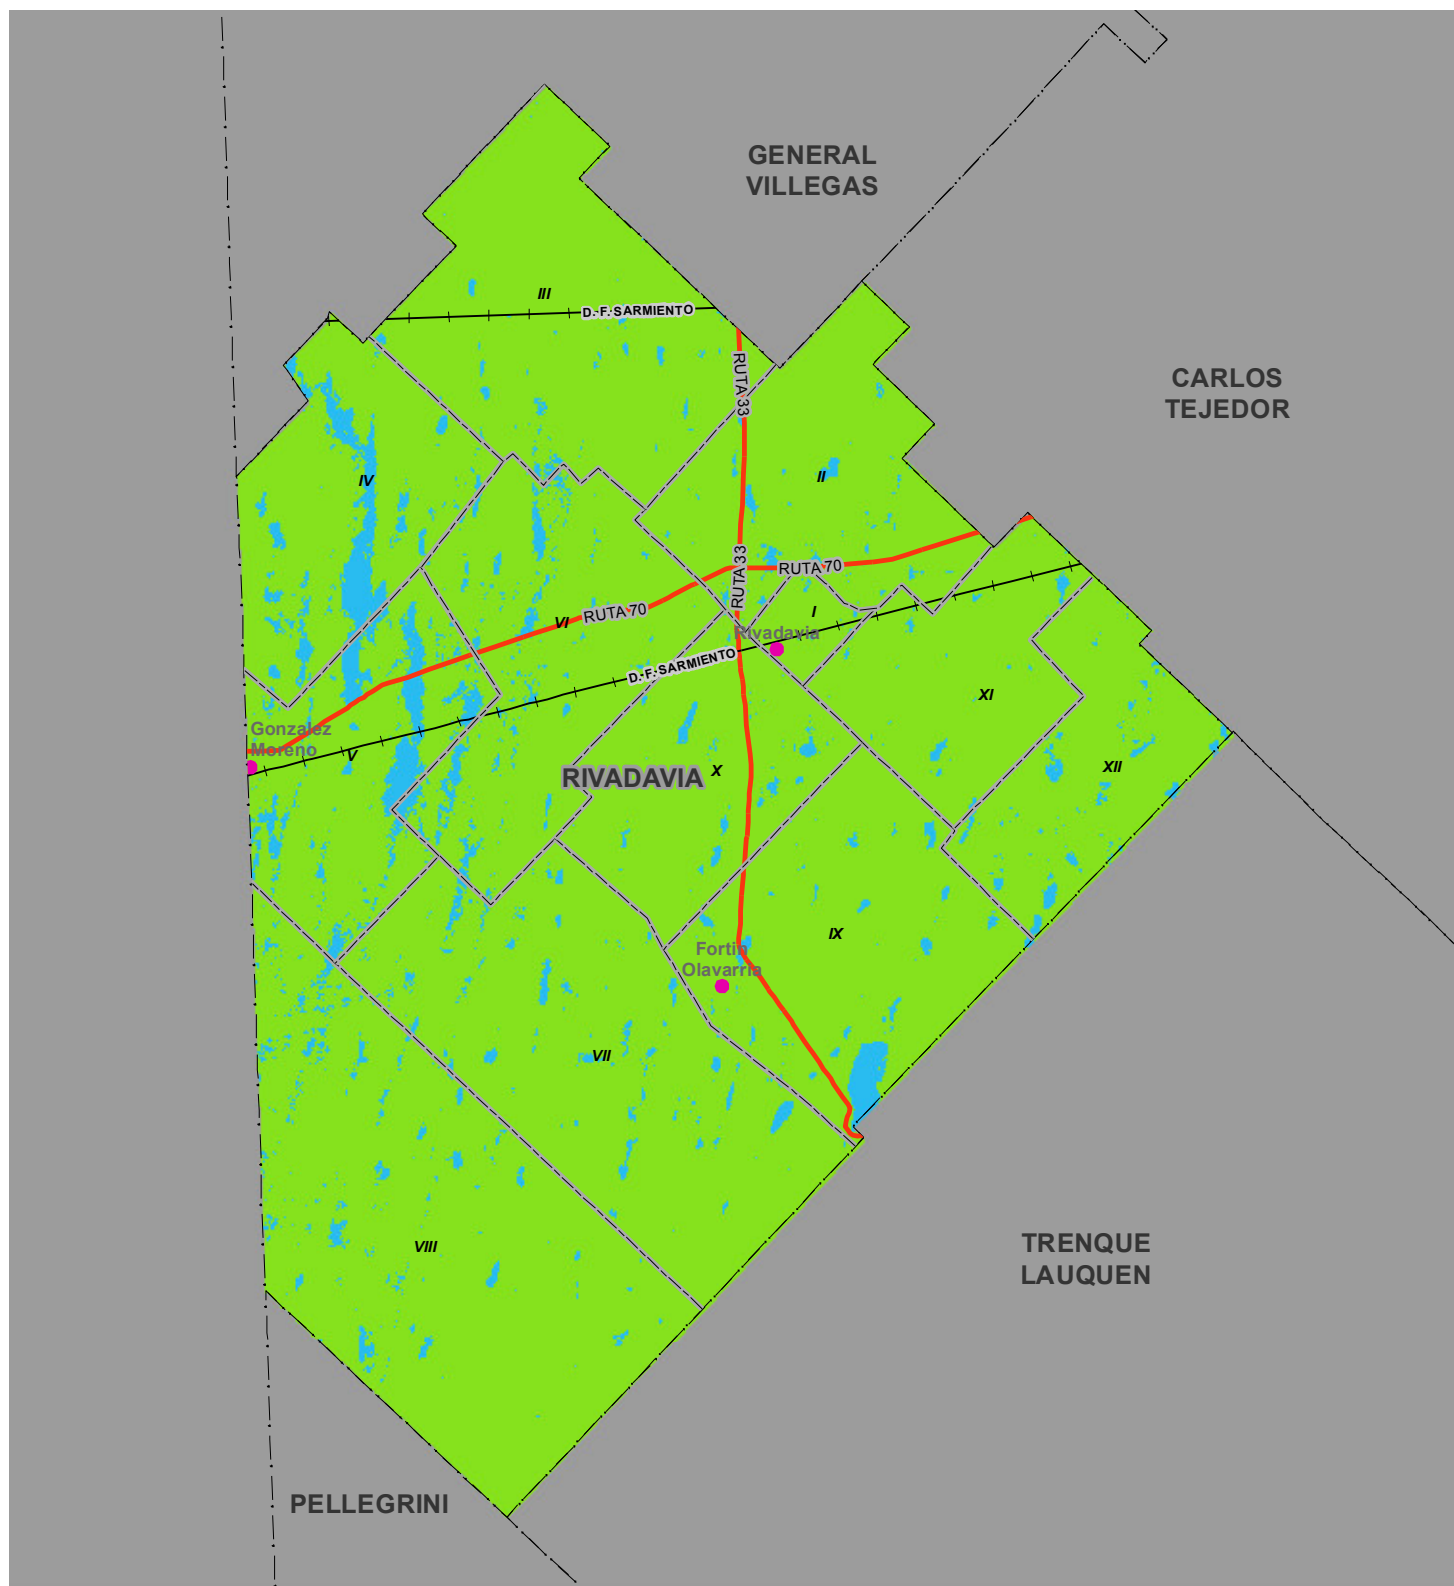 GENERAL
VILLEGAS
III
D. F. SARMIENTO
RUTA 33
CARLOS
TEJEDOR
IV
II
RUTA 33
RUTA 70
VI
RUTA 70
I
Rivadavia
D. F. SARMIENTO
XI
Gonzalez
Moreno
V
RIVADAVIA
X
XII
IX
Fortin
Olavarria
VII
VIII
TRENQUE
LAUQUEN
PELLEGRINI